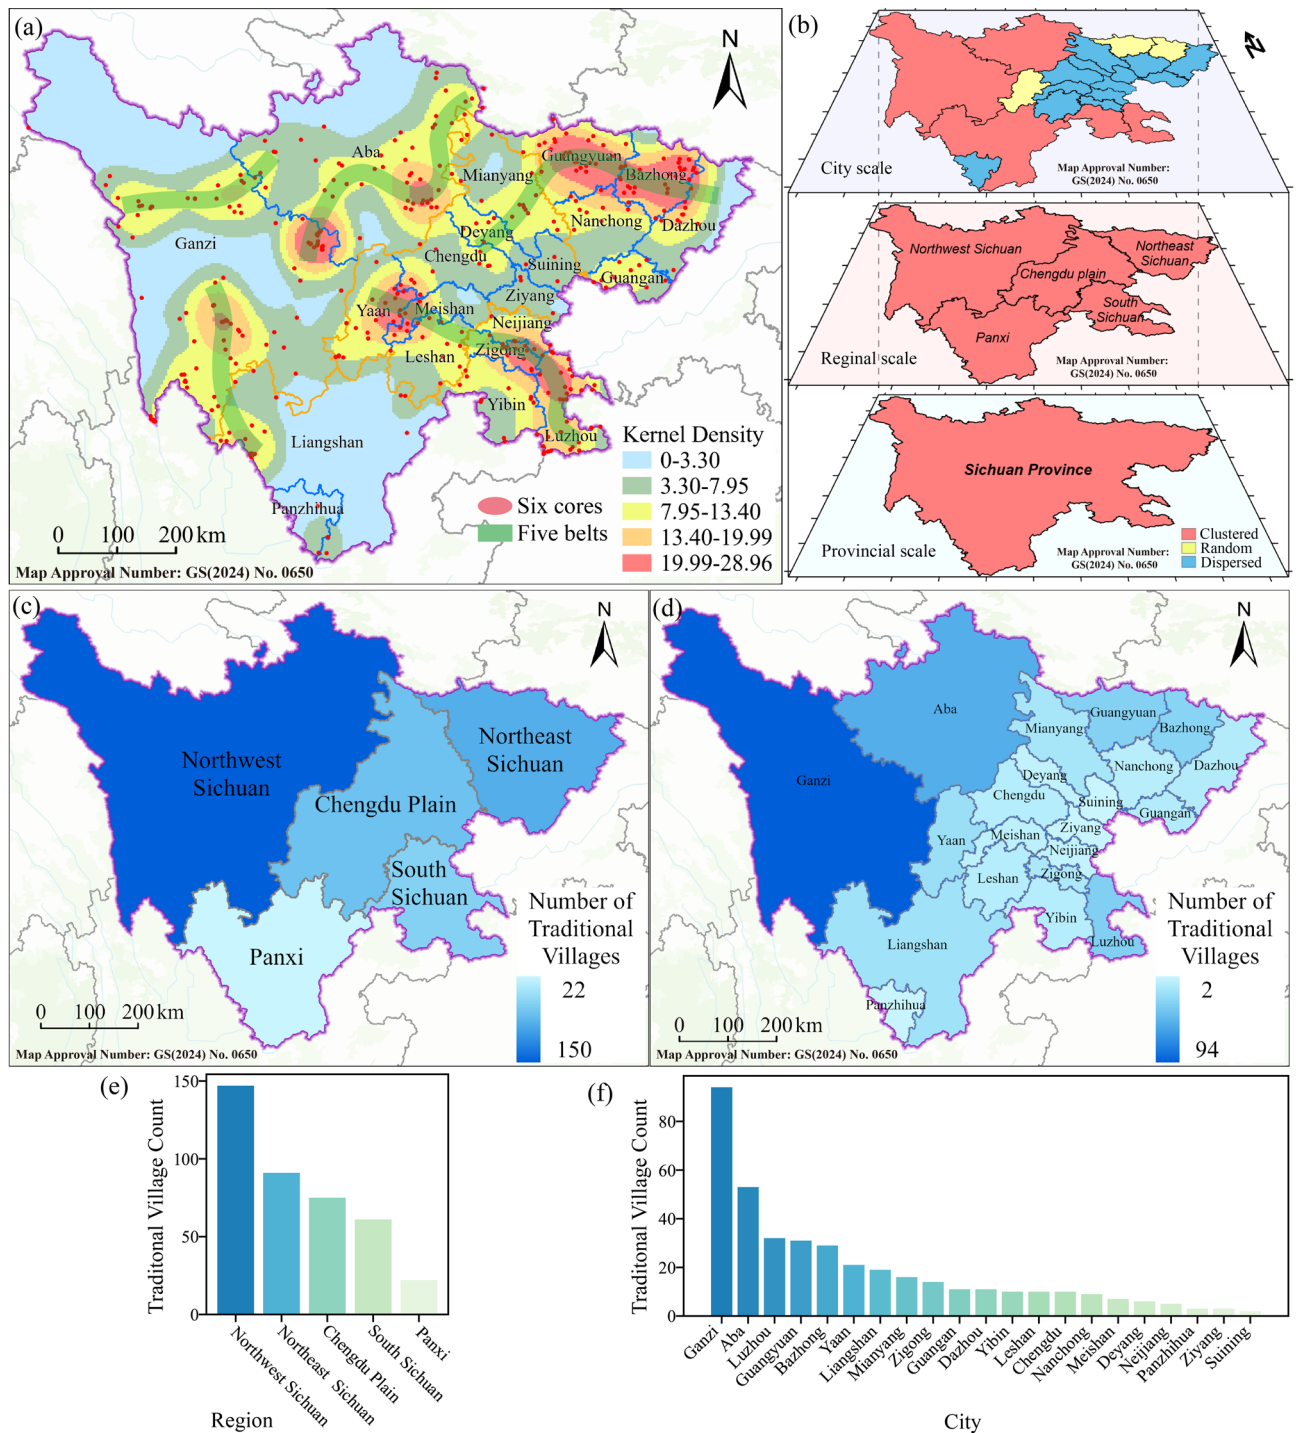 (a)
N
Aba
Mianyang
Guangyuan
Bazhong
Ganzi
Deyang
Nanchong
Dazhou
Chengdu
Suining
Guangan
Ziyang
Yaan
Meishan
Neijiang
Leshan
Zigong
Yibin
Luzhou
Liangshan
Panzhihua
Kernel Density
0-3.30
3.30-7.95
7.95-13.40
13.40-19.99
19.99-28.96
Six cores
Five belts
0 100 200 km
Map Approval Number: GS(2024) No. 0650
(b)
N
City scale
Map Approval Number:
GS(2024) No. 0650
Northwest Sichuan
Northeast
Sichuan
Chengdu plain
South
Sichuan
Panxi
Reginal scale
Map Approval Number:
GS(2024) No. 0650
Sichuan Province
Provincial scale
Map Approval Number:
GS(2024) No. 0650
Clustered
Random
Dispersed
(c)
N
Northwest
Sichuan
Northeast
Sichuan
Chengdu Plain
South
Sichuan
Panxi
Number of
Traditional
Villages
22
150
0 100 200 km
Map Approval Number: GS(2024) No. 0650
(d)
N
Aba
Guangyuan
Mianyang
Bazhong
Ganzi
Deyang
Nanchong
Dazhou
Chengdu
Suining
Guangan
Ziyang
Yaan
Meishan
Neijiang
Leshan
Zigong
Yibin
Luzhou
Liangshan
Panzhihua
Number of
Traditional
Villages
2
94
0 100 200 km
Map Approval Number: GS(2024) No. 0650
(e)
Traditonal Village Count
150
100
50
0
Northwest Sichuan
Northeast Sichuan
Chengdu Plain
South Sichuan
Panxi
Region
(f)
Traditonal Village Count
80
60
40
20
0
Ganzi
Aba
Luzhou
Guangyuan
Bazhong
Yaan
Liangshan
Mianyang
Zigong
Guangan
Dazhou
Yibin
Leshan
Chengdu
Nanchong
Meishan
Deyang
Neijiang
Panzhihua
Ziyang
Suining
City